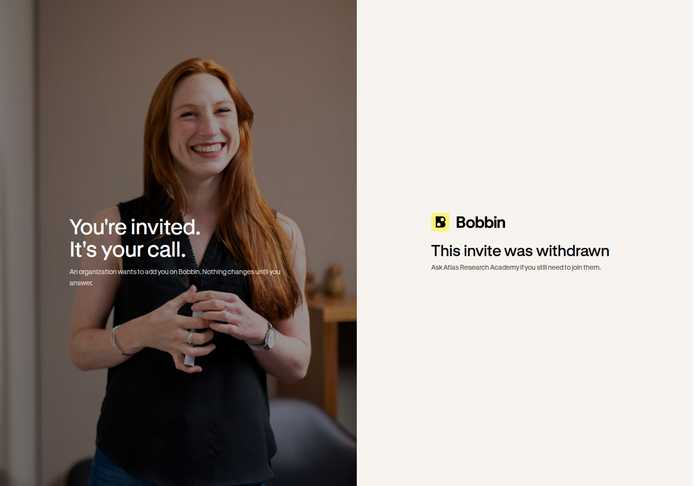 You're invited.
It's your call.
An organization wants to add you on Bobbin. Nothing changes until you
answer.
Bobbin
This invite was withdrawn
Ask Atlas Research Academy if you still need to join them.